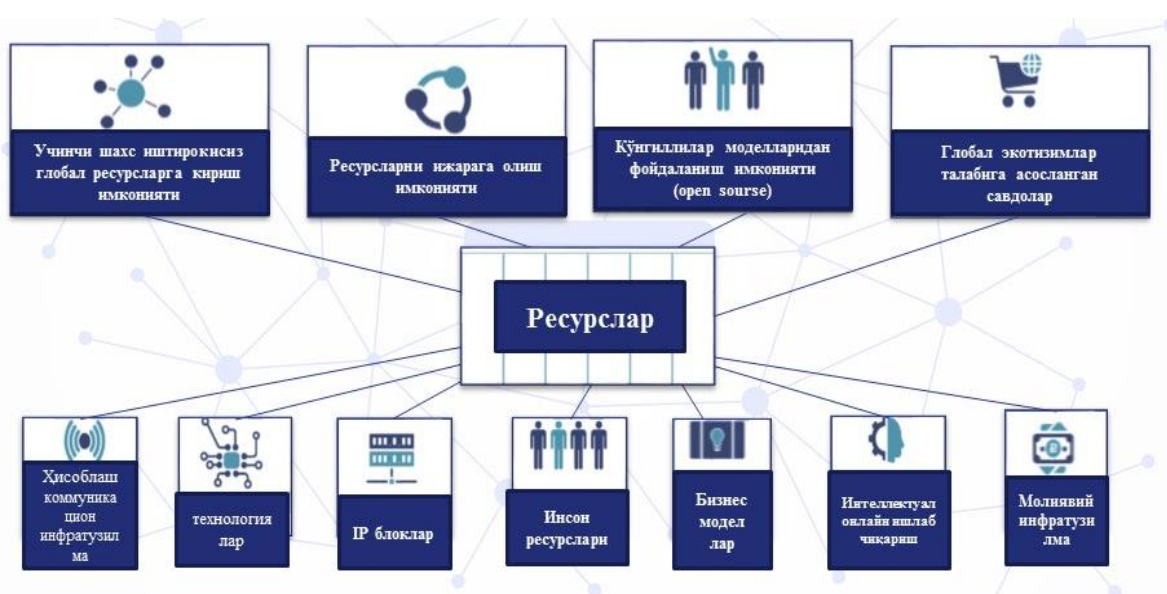 Учинчи шахс иштирокисиз
глобал ресурсларга кириш
имконияти
Ресурсларни ижарага олиш
имконияти
Кўнгиллилар моделларидан
фойдаланиш имконияти
(open sourse)
Глобал экотизимлар
талабига асосланган
савдолар
Ресурслар
Ҳисоблаш
коммуника
цион
инфратузил
ма
технология
лар
IP блоклар
Инсон
ресурслари
Бизнес
модел
лар
Интеллектуал
онлайн ишлаб
чиқариш
Молиявий
инфратузи
лма